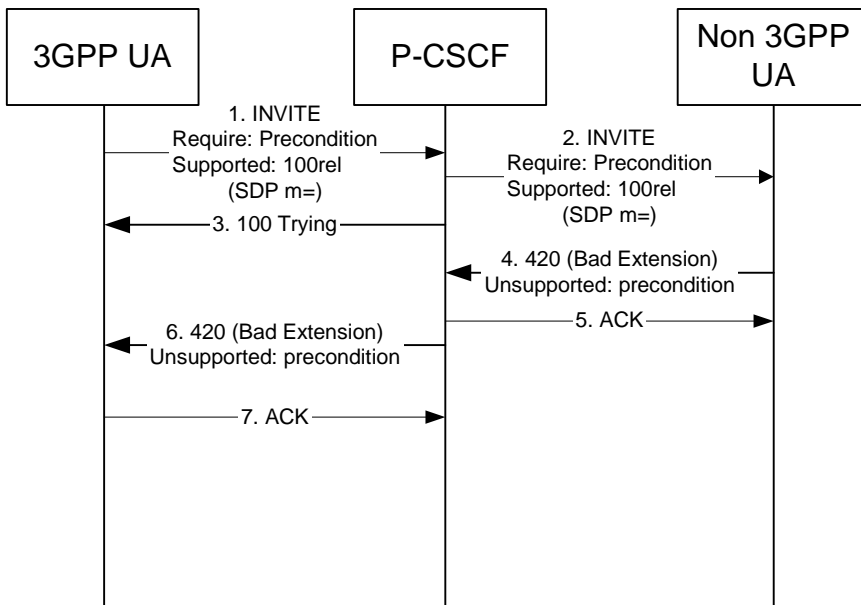 3GPP UA
P-CSCF
Non 3GPP
UA
1. INVITE
Require: Precondition
Supported: 100rel
(SDP m=)
2. INVITE
Require: Precondition
Supported: 100rel
(SDP m=)
3. 100 Trying
4. 420 (Bad Extension)
Unsupported: precondition
5. ACK
6. 420 (Bad Extension)
Unsupported: precondition
7. ACK